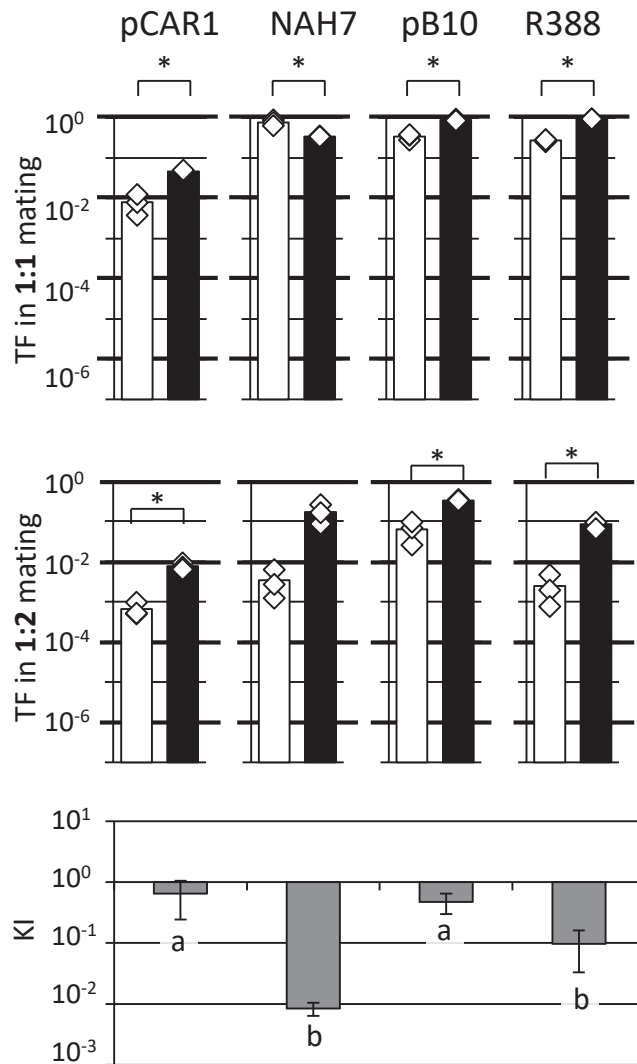 pCAR1 NAH7 pB10 R388
* * * *
TF in 1:1 mating
10^0
10^-2
10^-4
10^-6
* * *
TF in 1:2 mating
10^0
10^-2
10^-4
10^-6
KI
10^1
10^0
10^-1
10^-2
10^-3
a b a b